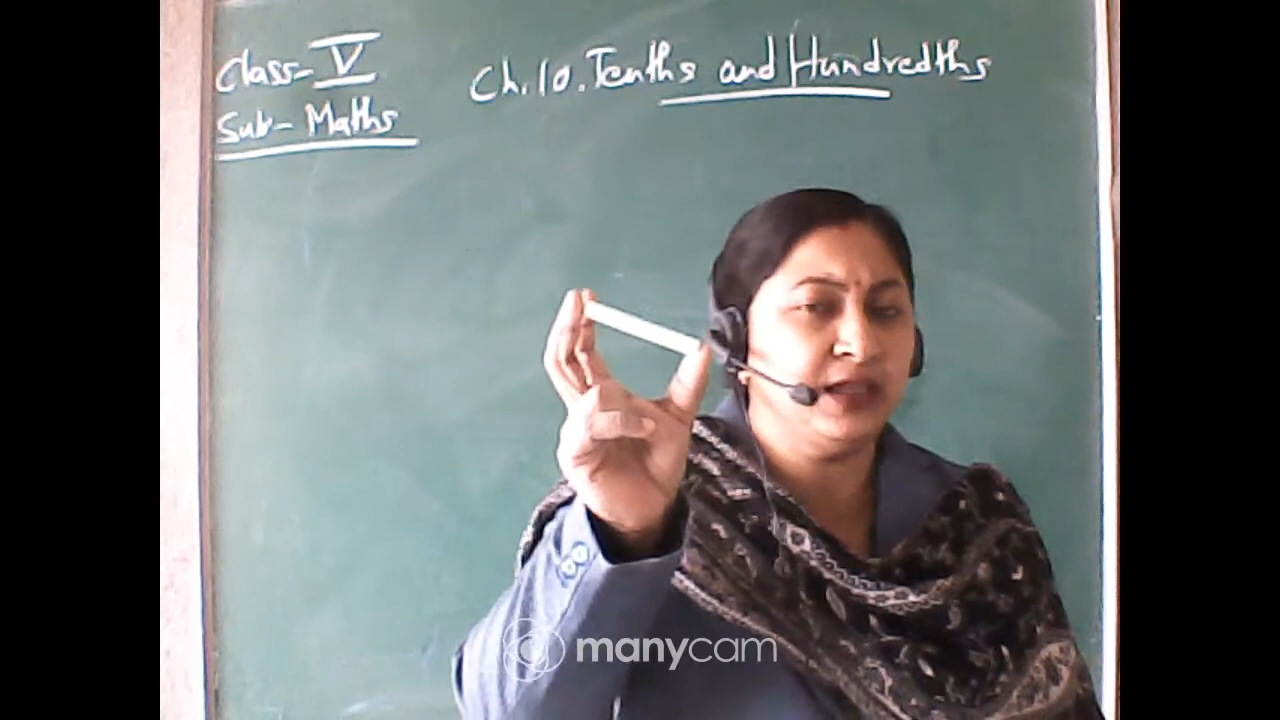 Class- V
Sub- Maths
Ch.10. Tenths and Hundredths
manycam